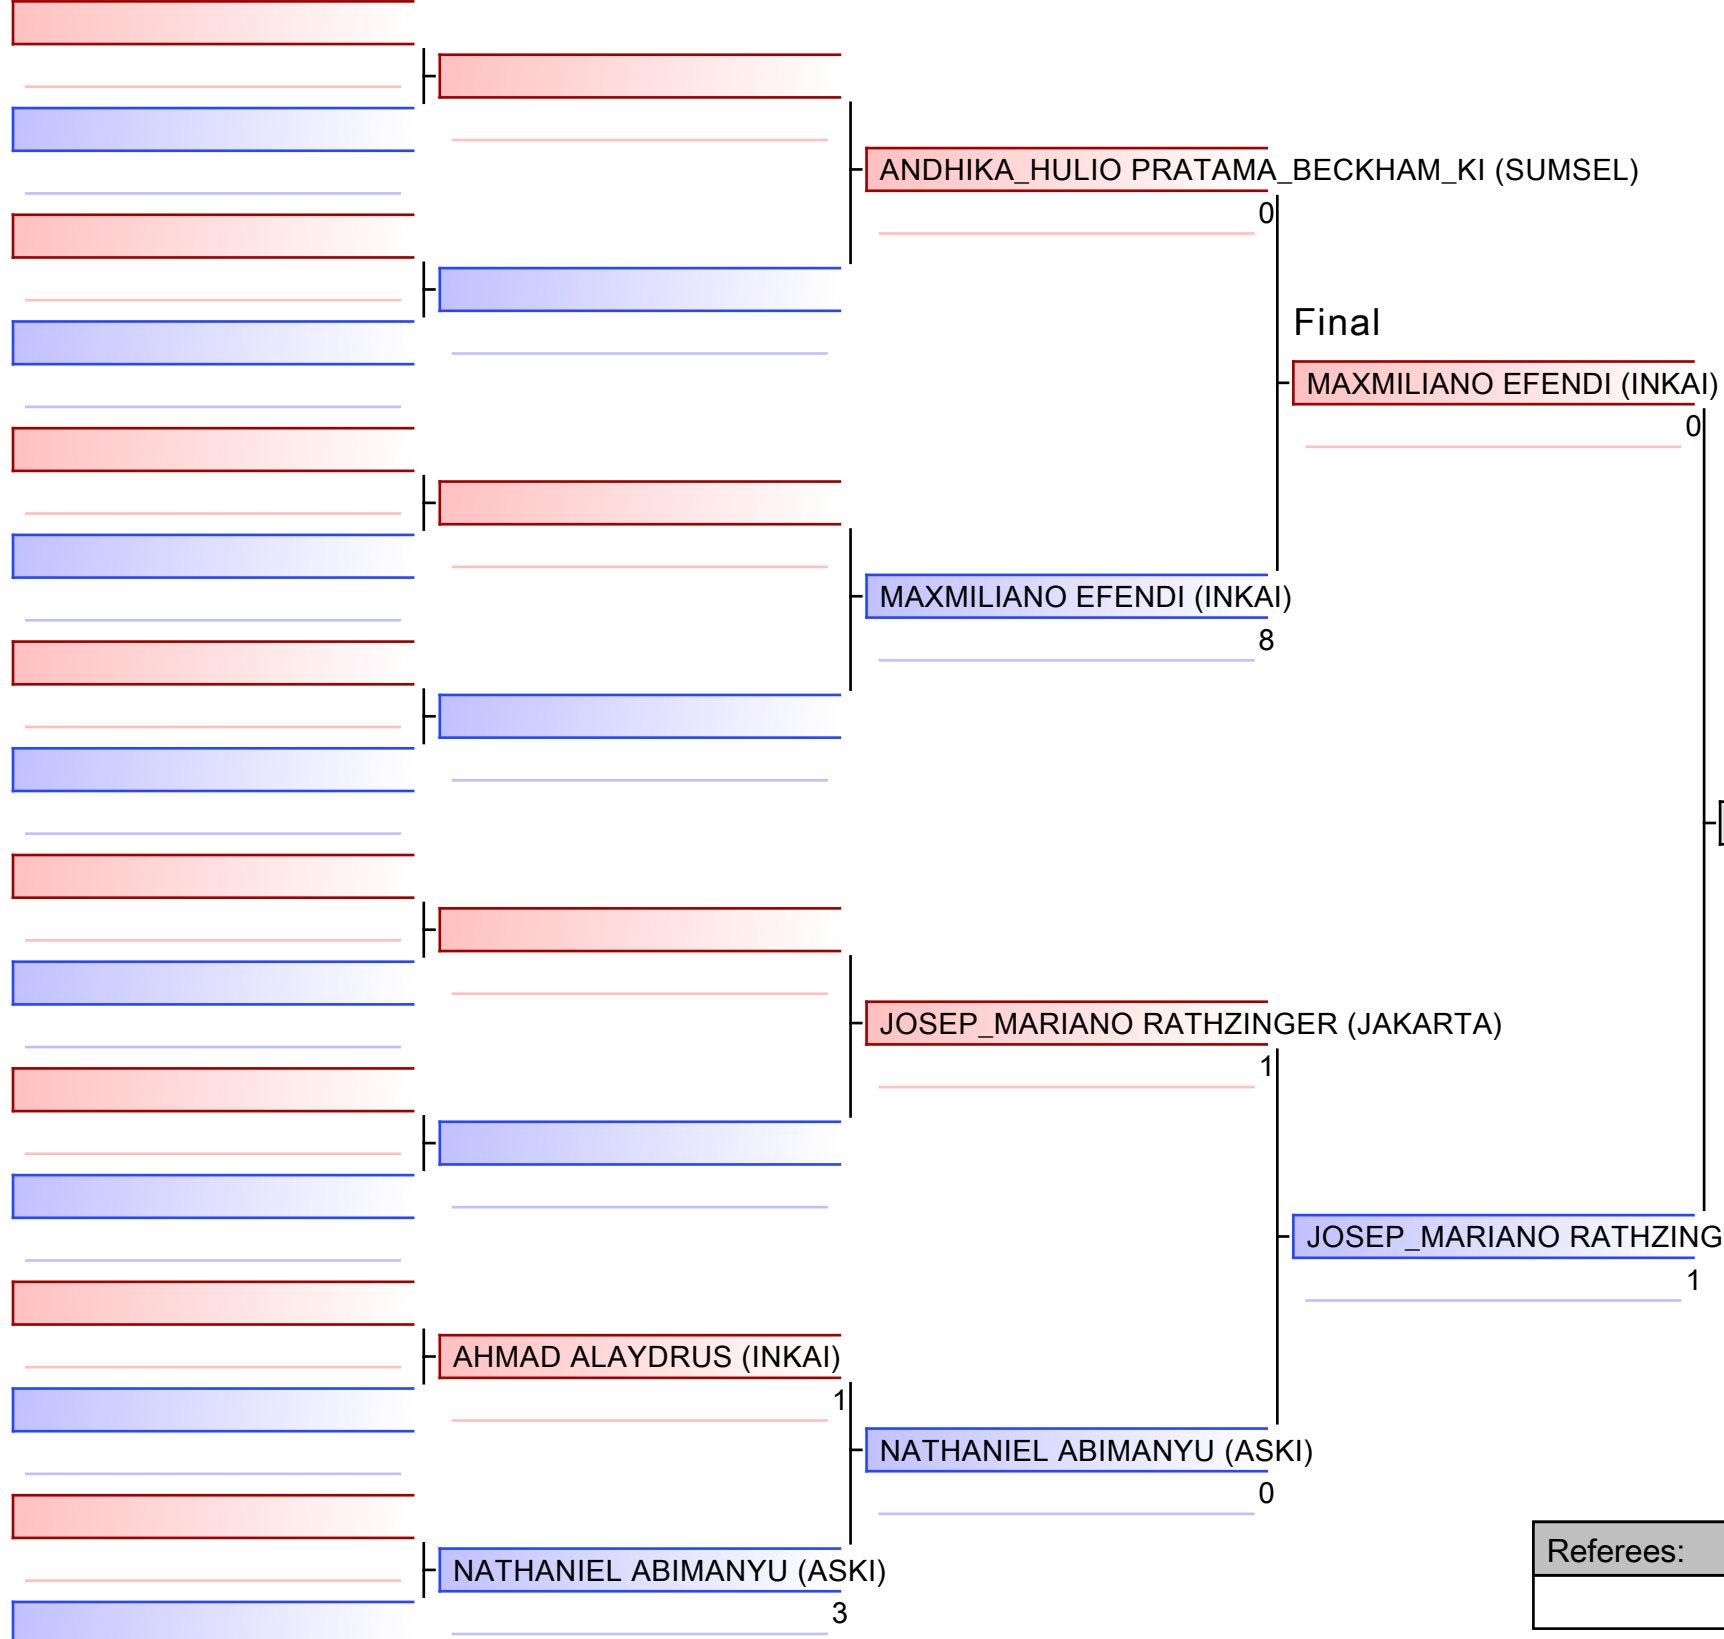 ANDHIKA_HULIO PRATAMA_BECKHAM_KI (SUMSEL)
0
Final
MAXMILIANO EFENDI (INKAI)
0
MAXMILIANO EFENDI (INKAI)
8
JOSEP_MARIANO RATHZINGER (JAKARTA)
1
JOSEP_MARIANO RATHZING
1
AHMAD ALAYDRUS (INKAI)
1
NATHANIEL ABIMANYU (ASKI)
0
Referees:
NATHANIEL ABIMANYU (ASKI)
3